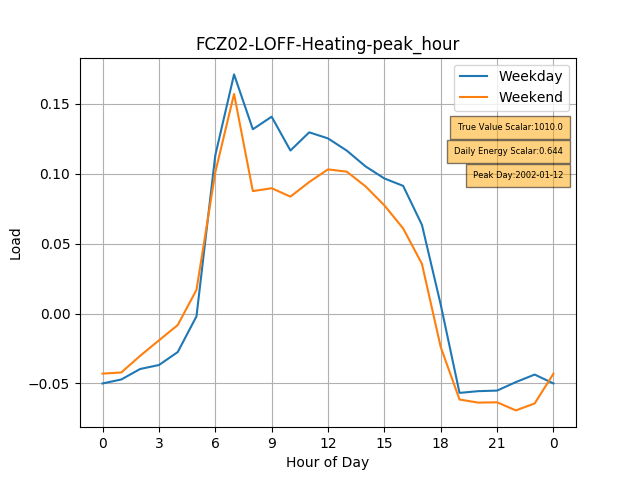 FCZ02-LOFF-Heating-peak_hour
Weekday
Weekend
True Value Scalar:1010.0
Daily Energy Scalar:0.644
Peak Day:2002-01-12
Load
0.15
0.10
0.05
0.00
−0.05
0 3 6 9 12 15 18 21 0
Hour of Day